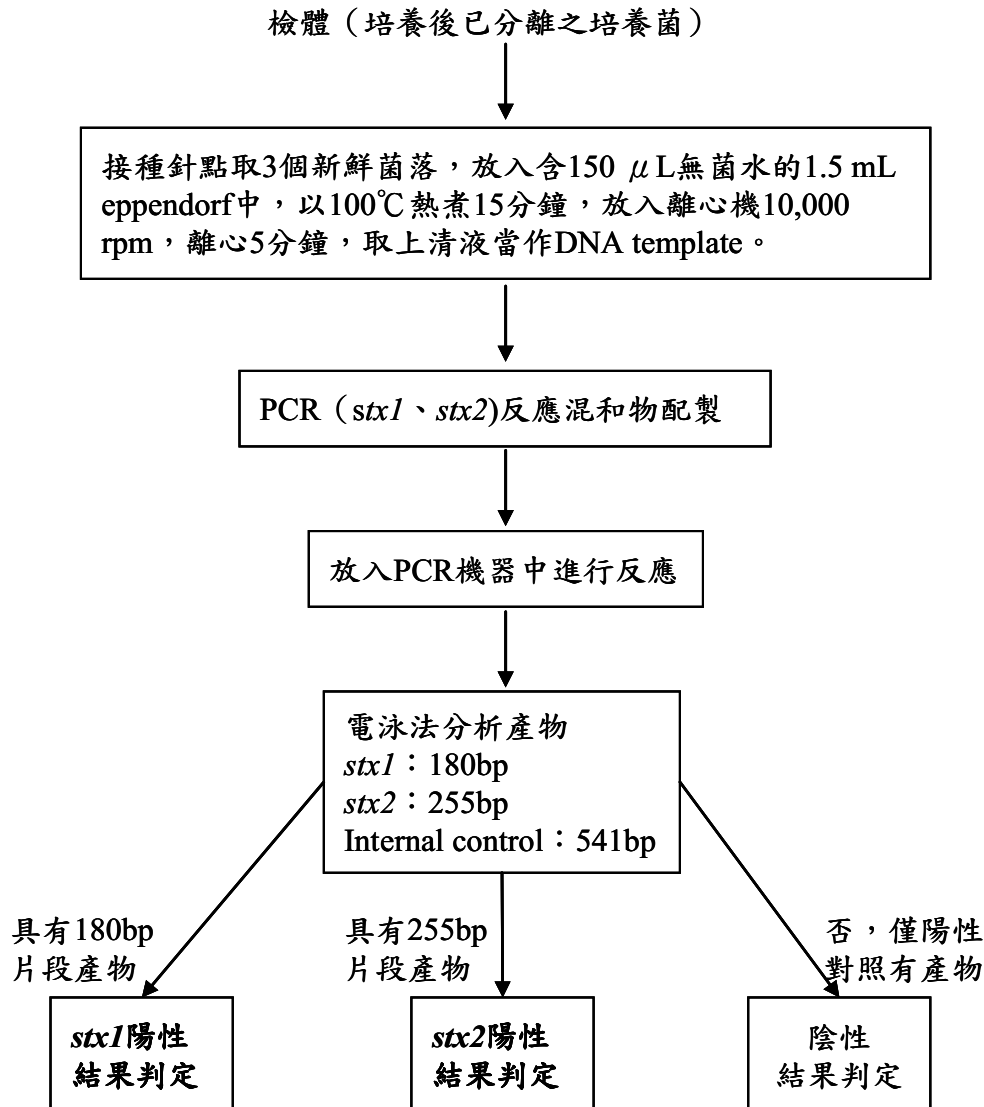 檢體（培養後已分離之培養菌）
接種針點取3個新鮮菌落，放入含150 μL無菌水的1.5 mL
eppendorf中，以100℃熱煮15分鐘，放入離心機10,000
rpm，離心5分鐘，取上清液當作DNA template。
PCR（stx1、stx2)反應混和物配製
放入PCR機器中進行反應
電泳法分析產物
stx1：180bp
stx2：255bp
Internal control：541bp
具有180bp
片段產物
具有255bp
片段產物
否，僅陽性
對照有產物
stx1陽性
結果判定
stx2陽性
結果判定
陰性
結果判定